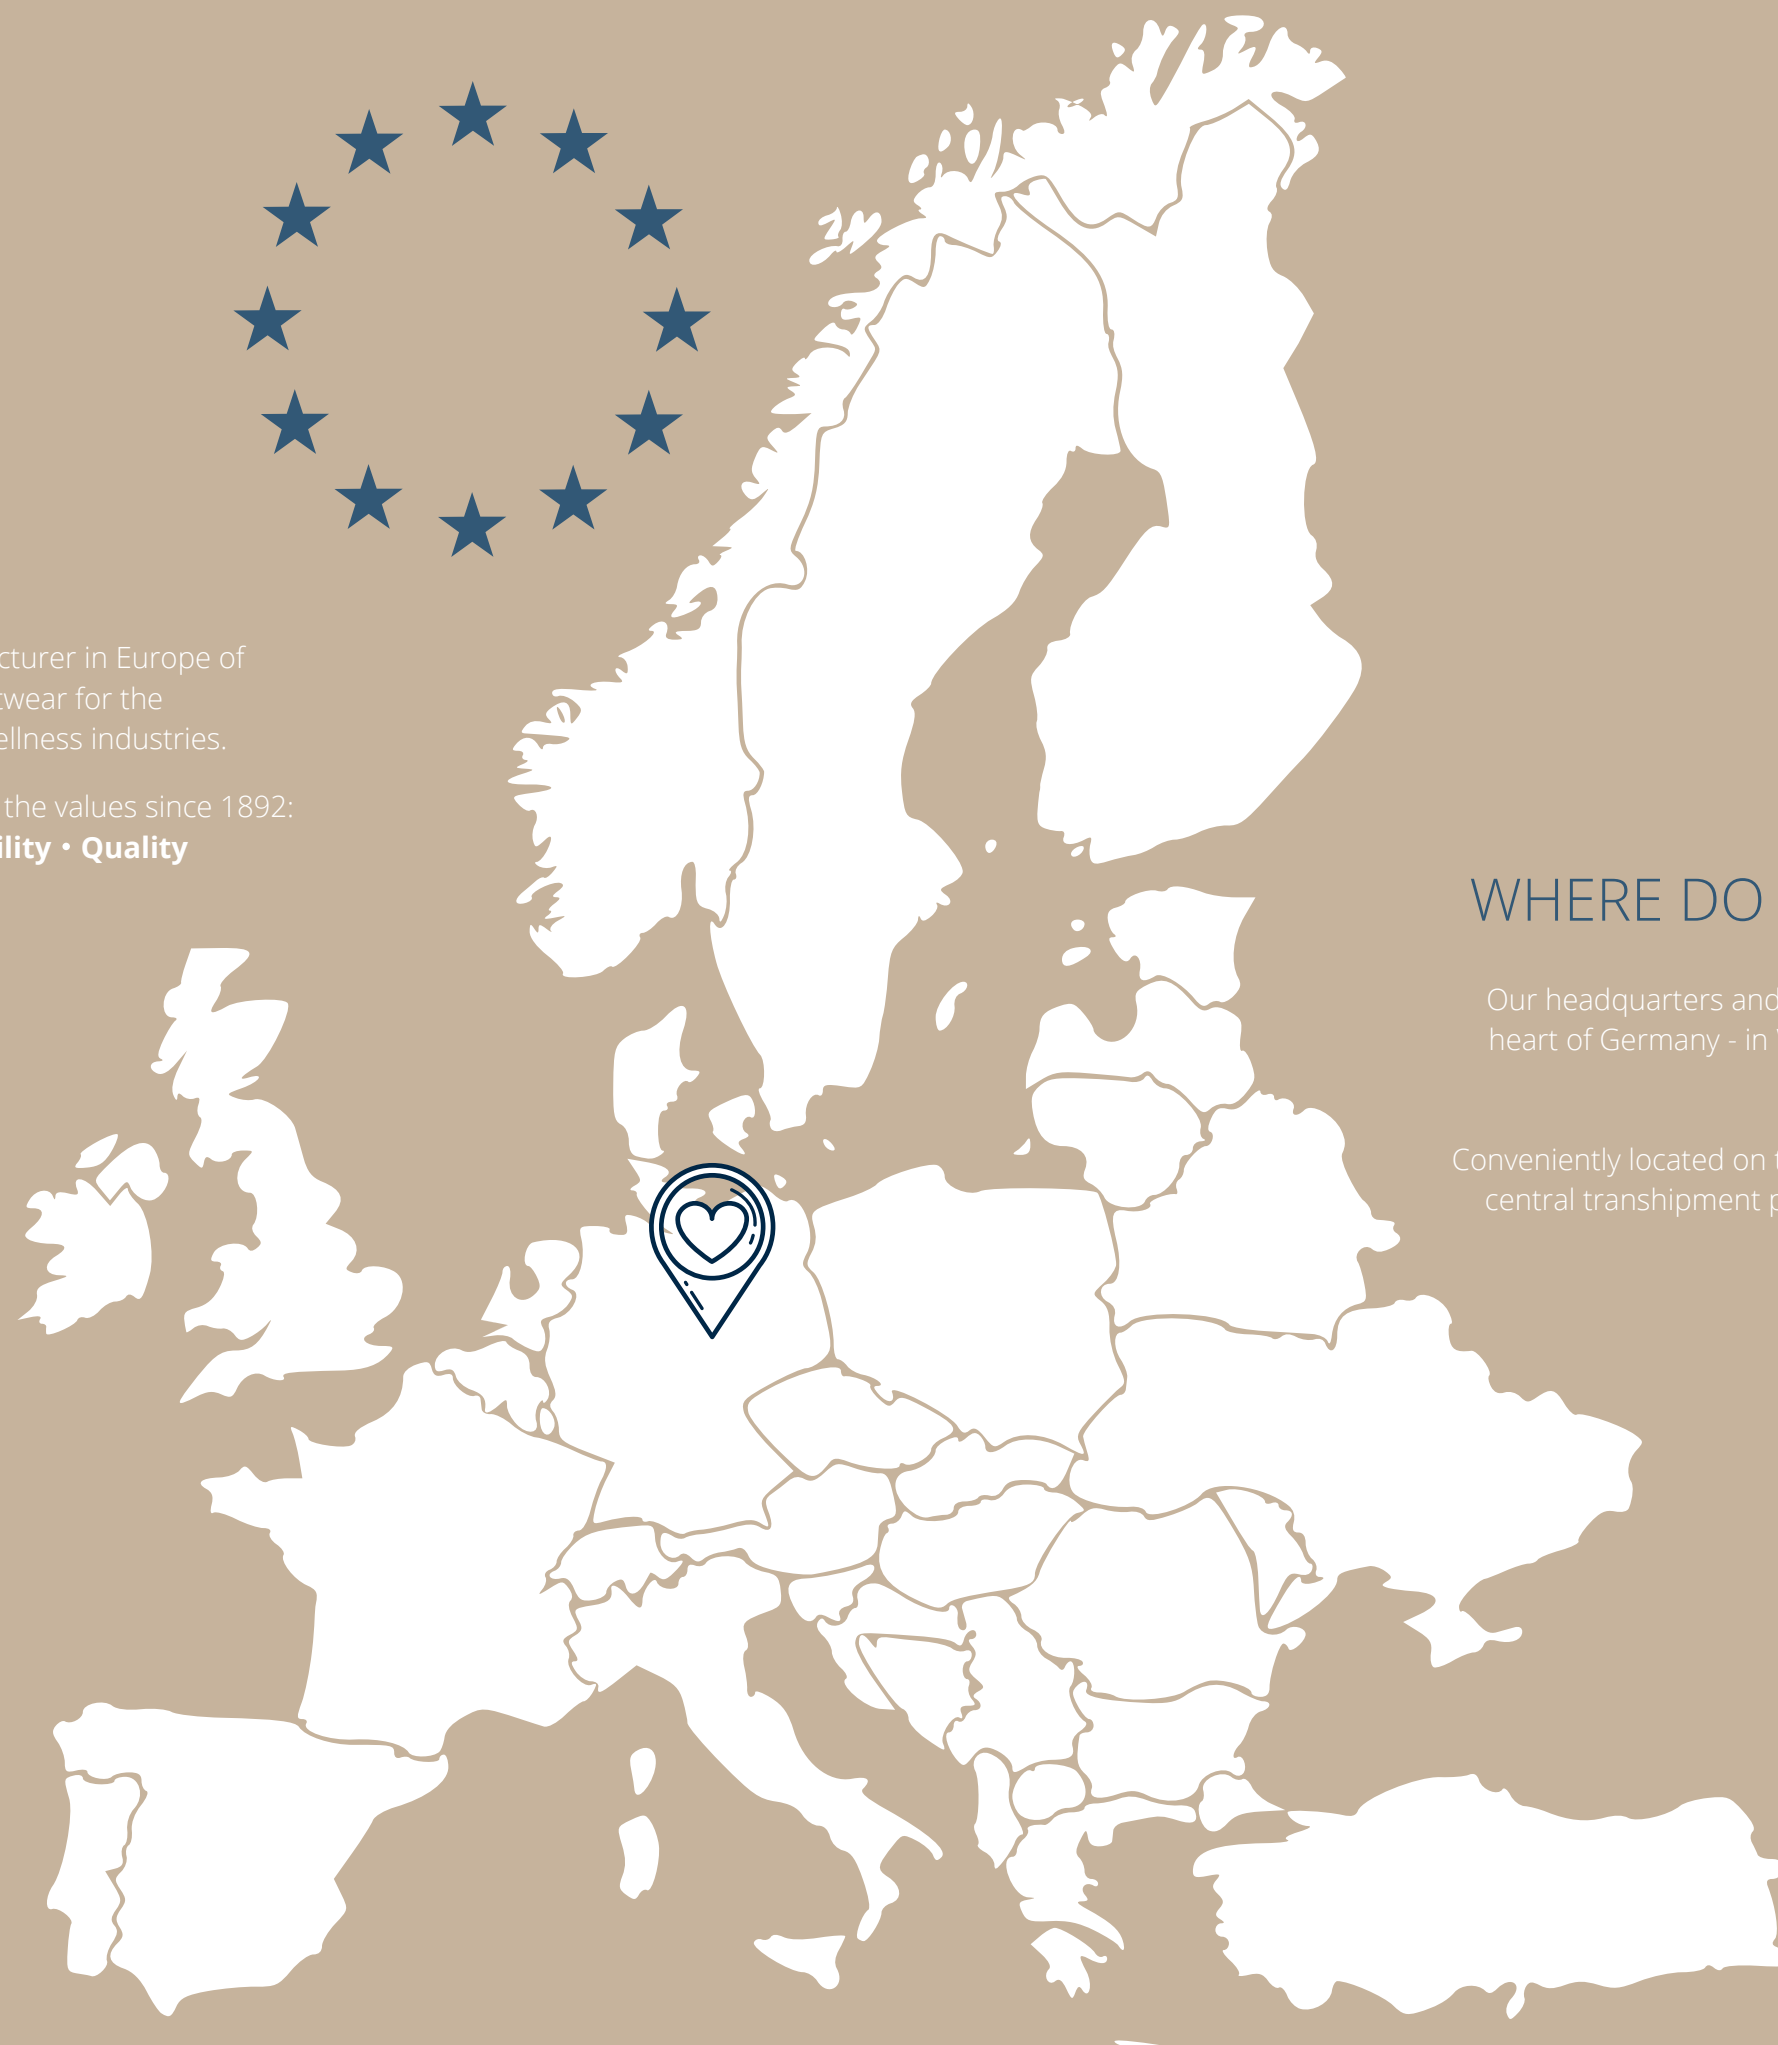 cturer in Europe of
twear for the
ellness industries.
the values since 1892:
ility • Quality
WHERE DO
Our headquarters and
heart of Germany - in
Conveniently located on
central transhipment